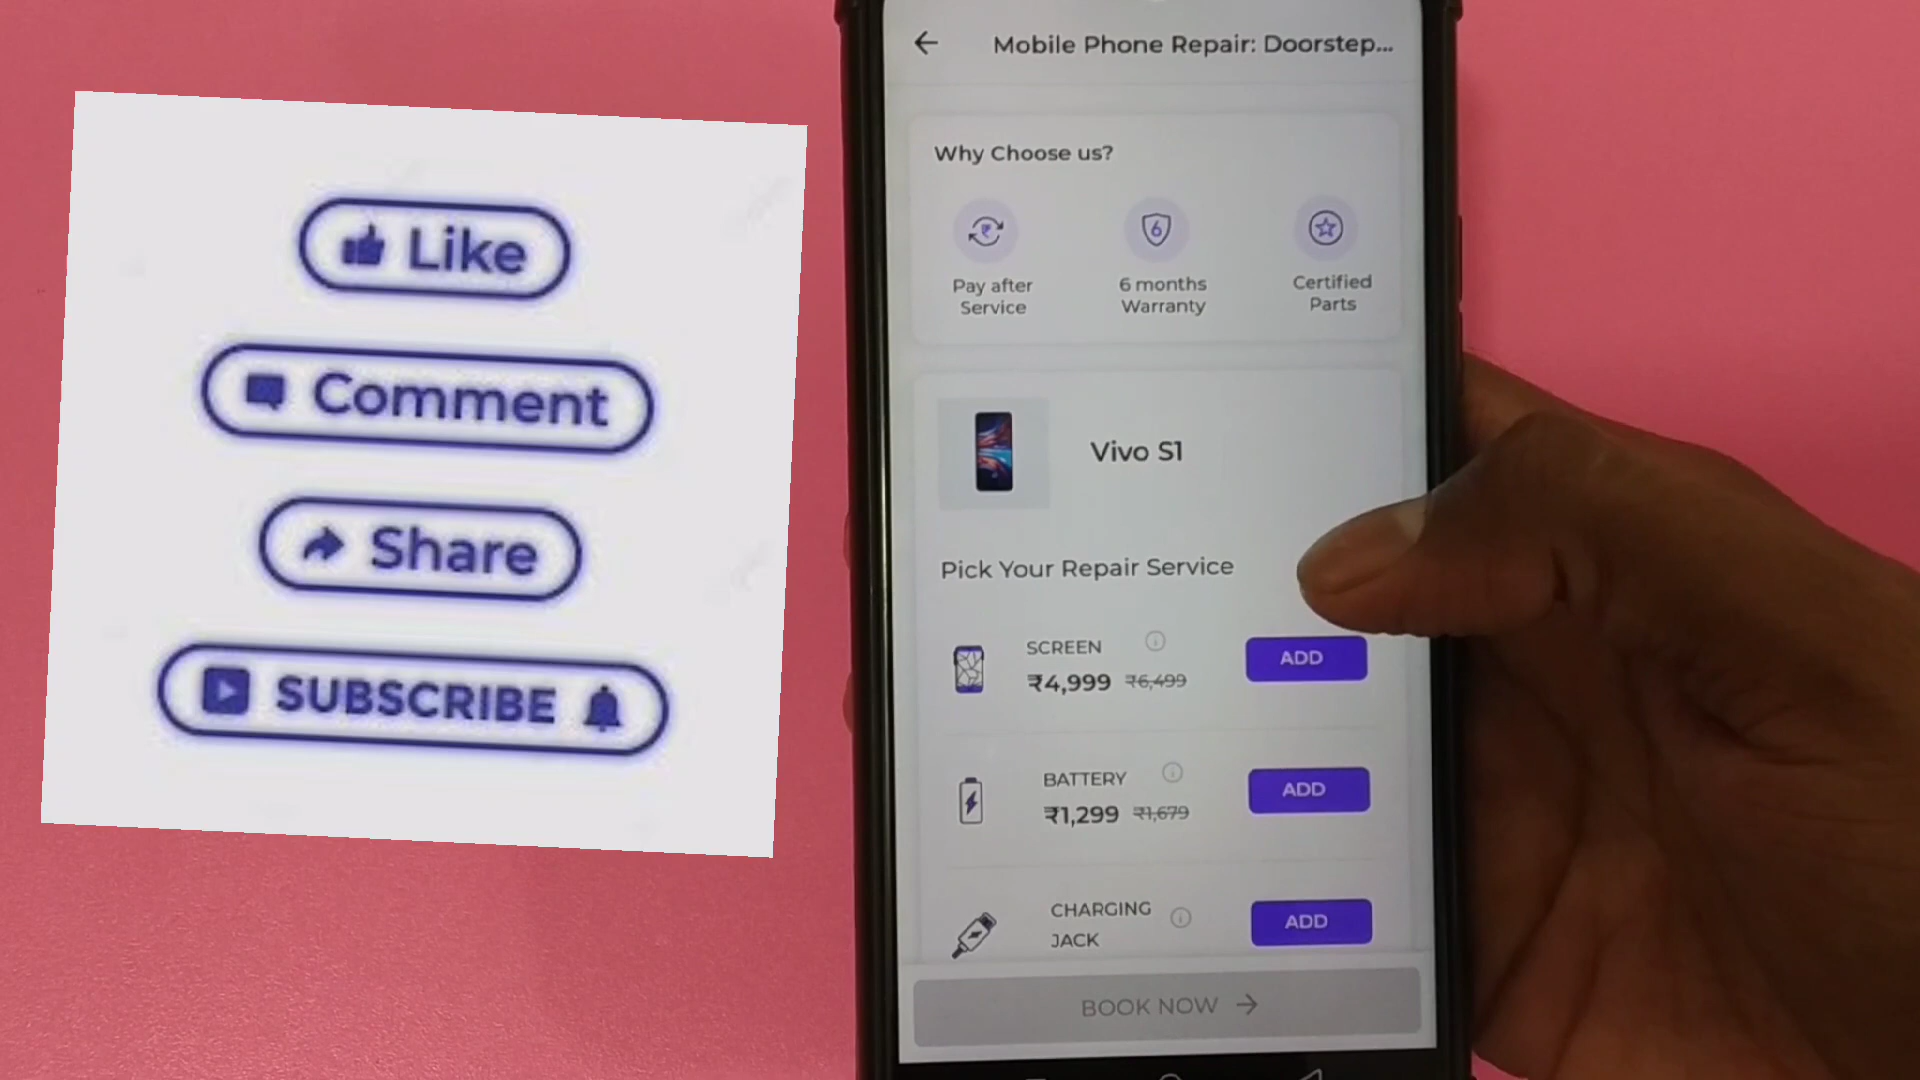 Like
Comment
Share
SUBSCRIBE
Mobile Phone Repair: Doorstep...
Why Choose us?
Pay after
Service
6
6 months
Warranty
Certified
Parts
Vivo S1
Pick Your Repair Service
SCREEN
₹4,999 ₹6,499
ADD
BATTERY
₹1,299 ₹1,679
ADD
CHARGING
JACK
ADD
BOOK NOW